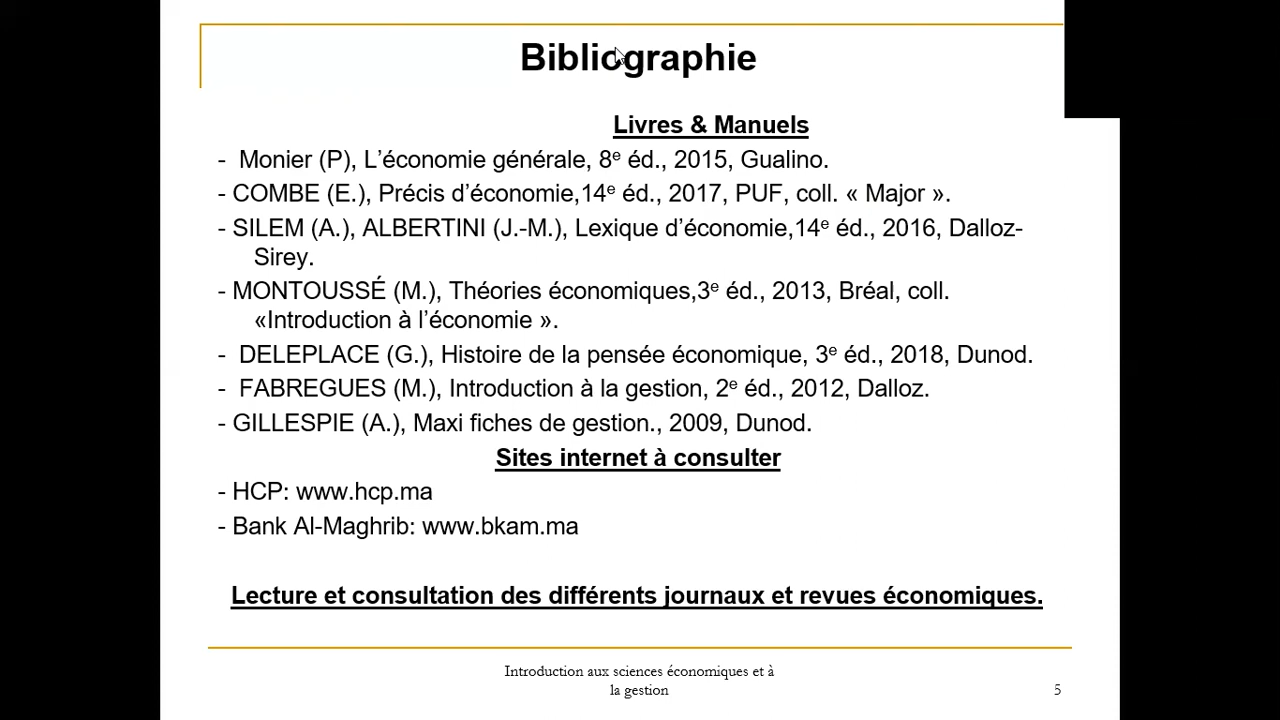 Bibliographie
Livres & Manuels
- Monier (P), L’économie générale, 8ᵉ éd., 2015, Gualino.
- COMBE (E.), Précis d’économie,14ᵉ éd., 2017, PUF, coll. « Major ».
- SILEM (A.), ALBERTINI (J.-M.), Lexique d’économie,14ᵉ éd., 2016, Dalloz-
Sirey.
- MONTOUSSÉ (M.), Théories économiques,3ᵉ éd., 2013, Bréal, coll.
«Introduction à l’économie ».
- DELEPLACE (G.), Histoire de la pensée économique, 3ᵉ éd., 2018, Dunod.
- FABREGUES (M.), Introduction à la gestion, 2ᵉ éd., 2012, Dalloz.
- GILLESPIE (A.), Maxi fiches de gestion., 2009, Dunod.
Sites internet à consulter
- HCP: www.hcp.ma
- Bank Al-Maghrib: www.bkam.ma
Lecture et consultation des différents journaux et revues économiques.
Introduction aux sciences économiques et à
la gestion
5